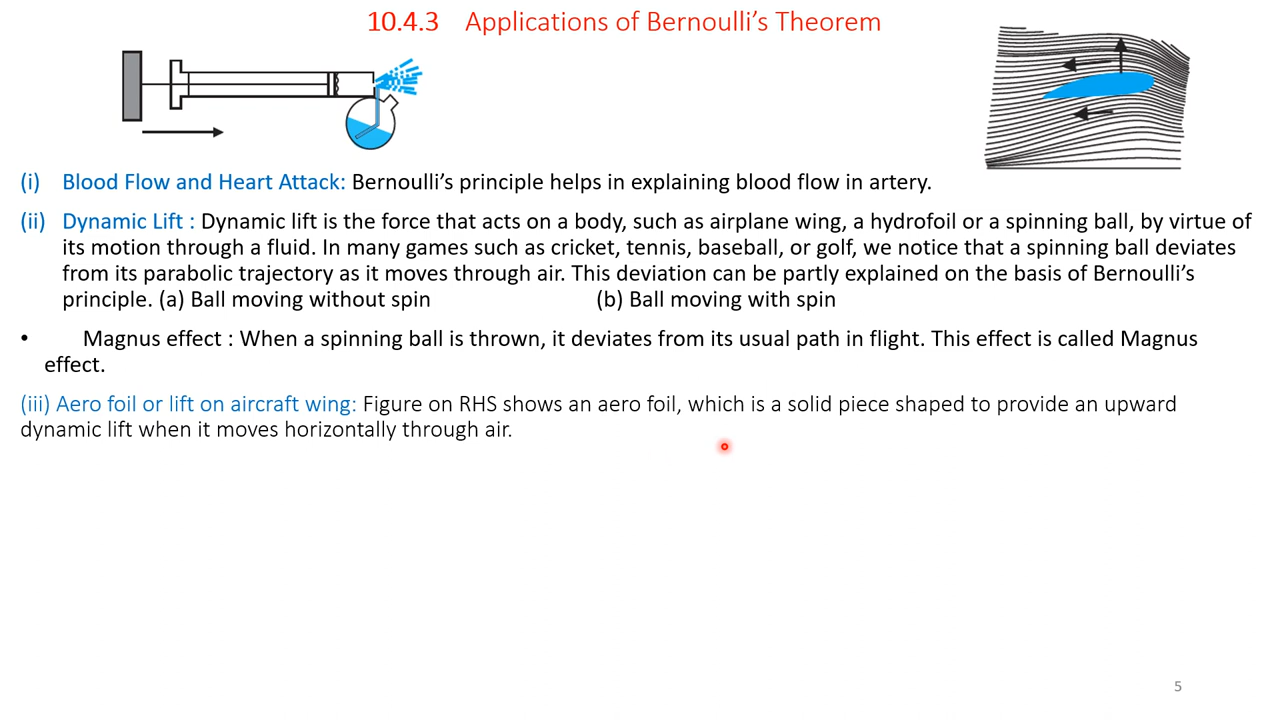 10.4.3 Applications of Bernoulli’s Theorem
(i) Blood Flow and Heart Attack: Bernoulli’s principle helps in explaining blood flow in artery.
(ii) Dynamic Lift : Dynamic lift is the force that acts on a body, such as airplane wing, a hydrofoil or a spinning ball, by virtue of
its motion through a fluid. In many games such as cricket, tennis, baseball, or golf, we notice that a spinning ball deviates
from its parabolic trajectory as it moves through air. This deviation can be partly explained on the basis of Bernoulli’s
principle. (a) Ball moving without spin (b) Ball moving with spin
• Magnus effect : When a spinning ball is thrown, it deviates from its usual path in flight. This effect is called Magnus
effect.
(iii) Aero foil or lift on aircraft wing: Figure on RHS shows an aero foil, which is a solid piece shaped to provide an upward
dynamic lift when it moves horizontally through air.
5